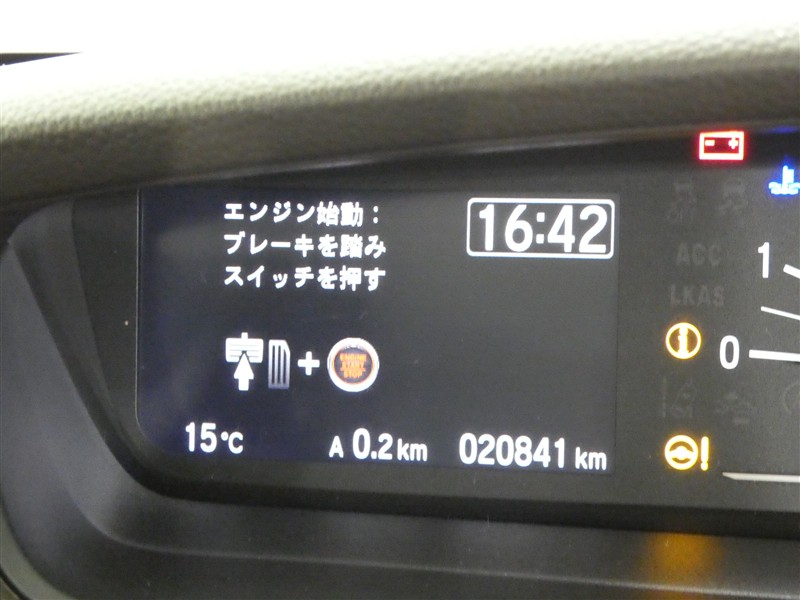 エンジン始動：
ブレーキを踏み
スイッチを押す
16:42
ENGINE
START
STOP
15℃
A 0.2 km
020841 km
ACC
LKAS
1
0